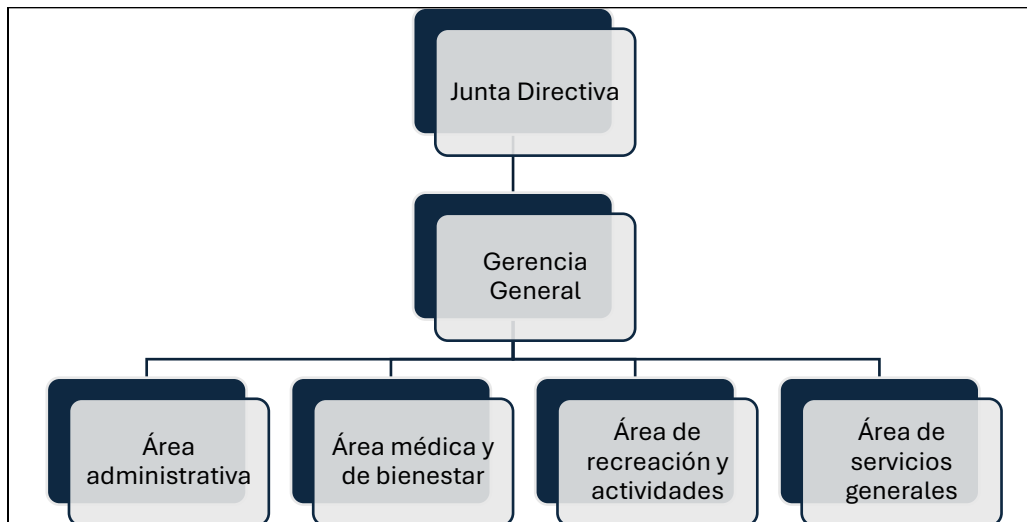 Junta Directiva
Gerencia
General
Área
administrativa
Área médica y
de bienestar
Área de
recreación y
actividades
Área de
servicios
generales